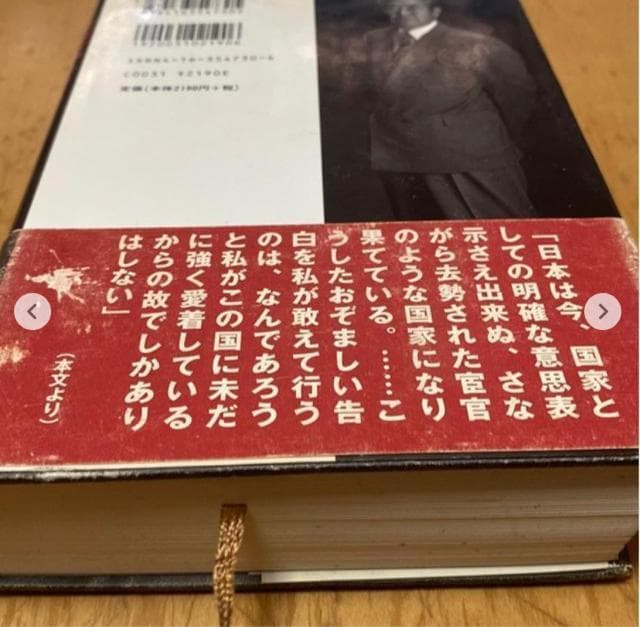 1920031021906
ISBN4-16-354730-6
C0031 ¥2190E
定価(本体2190円+税)
「日本は今、国家と
しての明確な意思表
示さえ出来ぬ、さな
がら去勢された宦官
のような国家になり
果てている。……こ
うしたおぞましい告
白を私が敢えて行う
のは、なんであろう
と私がこの国に未だ
に強く愛着している
からの故でしかあり
はしない」
(本文より)